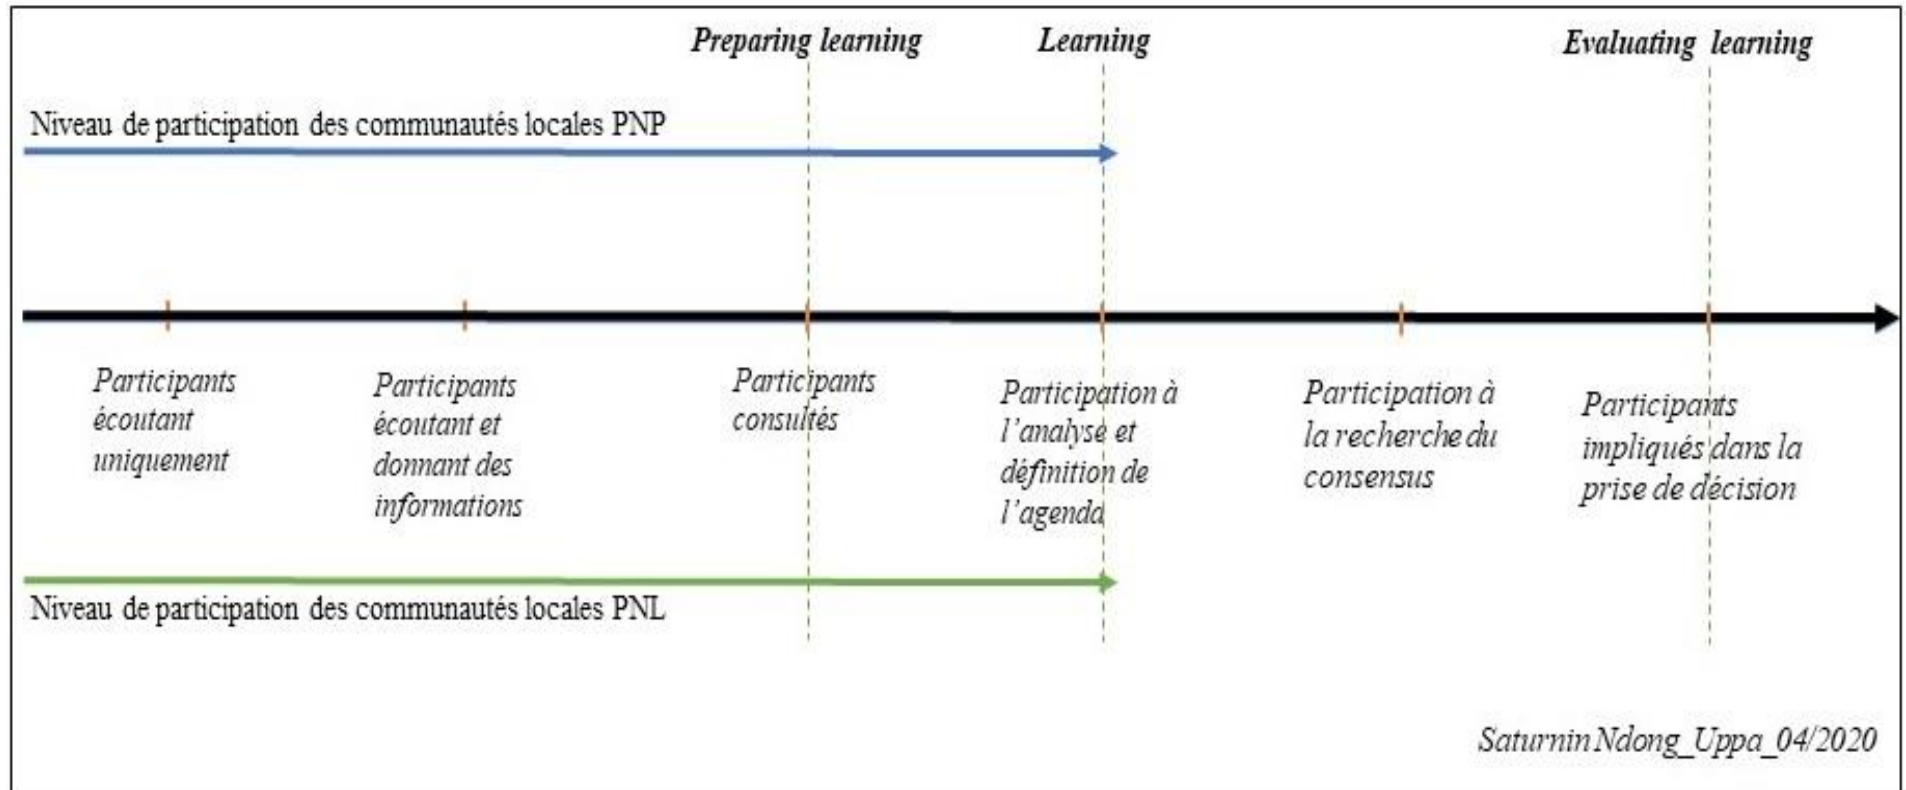 Preparing learning
Learning
Evaluating learning
Niveau de participation des communautés locales PNP
Participants
écoutant
uniquement
Participants
écoutant et
donnant des
informations
Participants
consultés
Participation à
l'analyse et
définition de
l'agenda
Participation à
la recherche du
consensus
Participants
impliqués dans la
prise de décision
Niveau de participation des communautés locales PNL
Saturnin Ndong_Uppa_04/2020